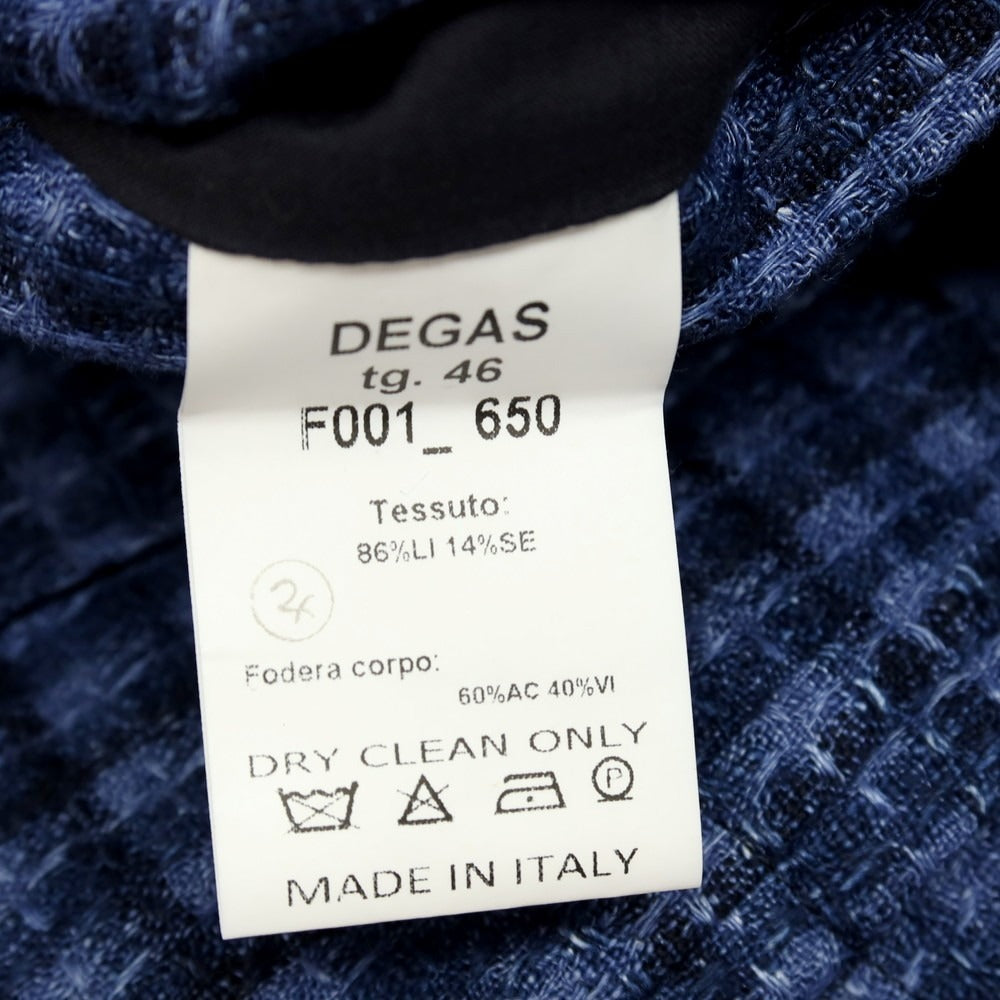 DEGAS
tg. 46
F001_ 650
Tessuto:
86%LI 14%SE
Fodera corpo:
60%AC 40%VI
DRY CLEAN ONLY
P
MADE IN ITALY